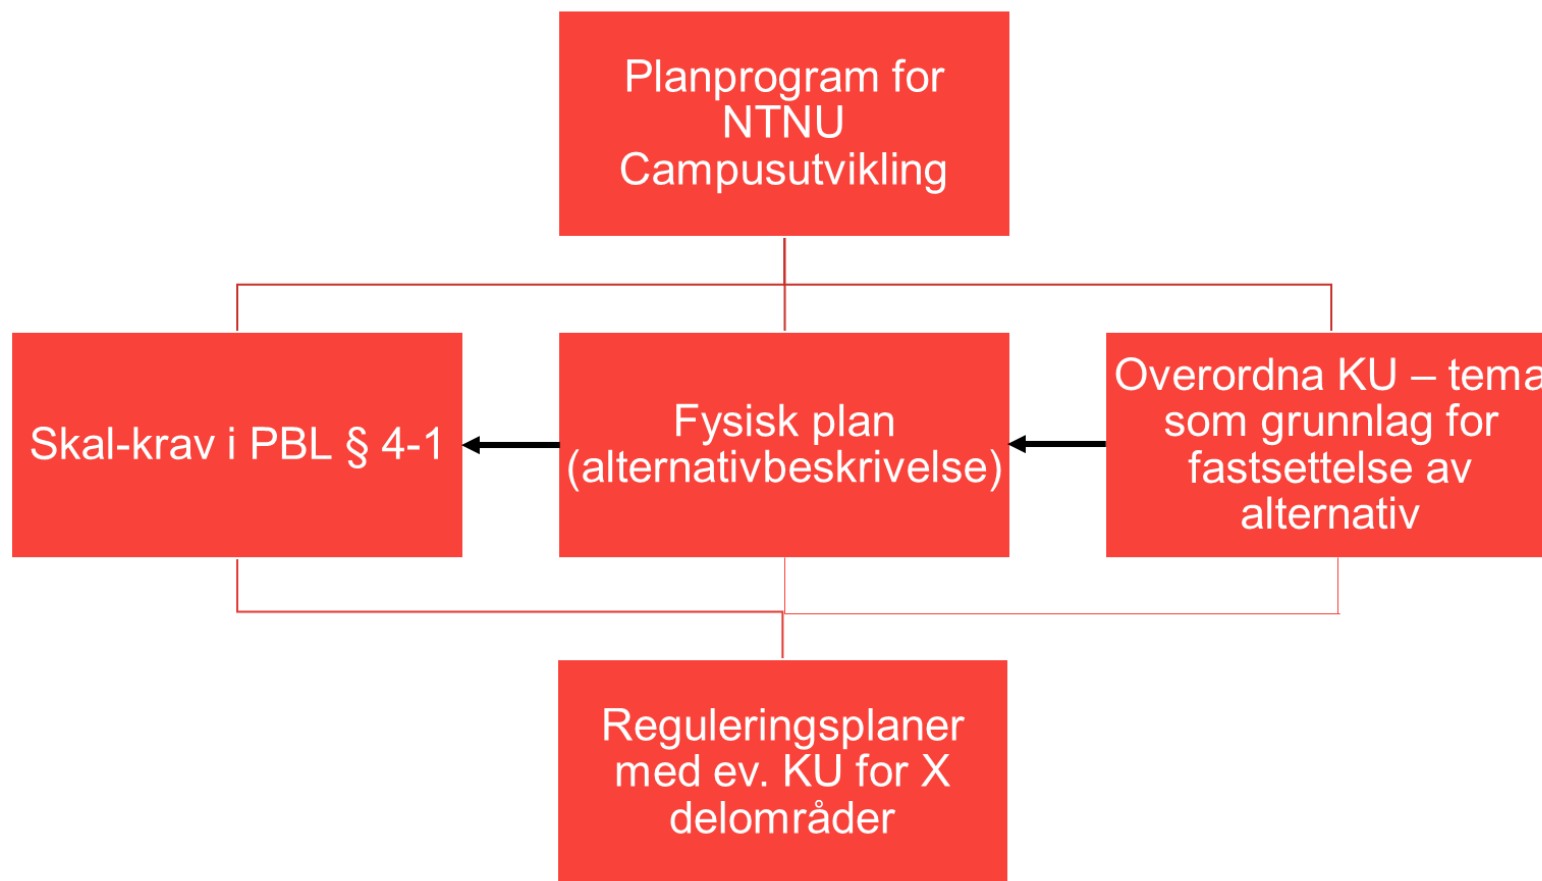 Planprogram for
NTNU
Campusutvikling
Skal-krav i PBL § 4-1
Fysisk plan
(alternativbeskrivelse)
Overordna KU – tema
som grunnlag for
fastsettelse av
alternativ
Reguleringsplaner
med ev. KU for X
delområder